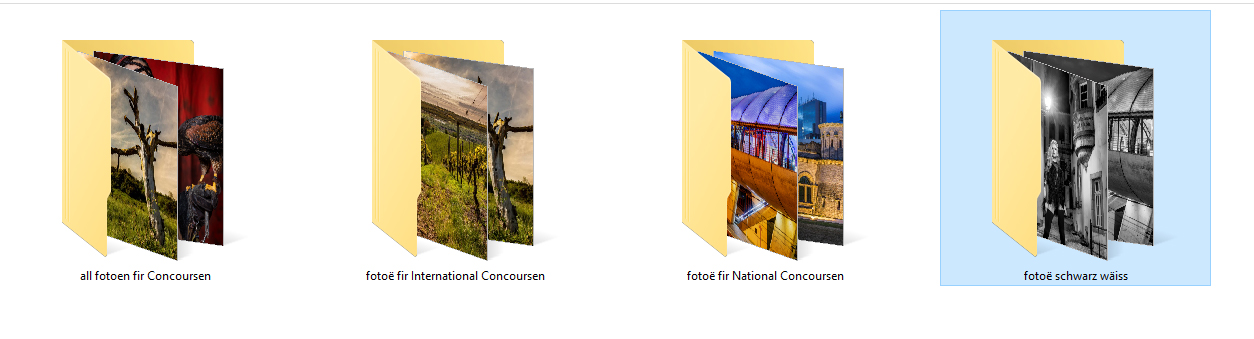 all fotoen fir Concoursen
fotoë fir International Concoursen
fotoë fir National Concoursen
fotoë schwarz wäiss